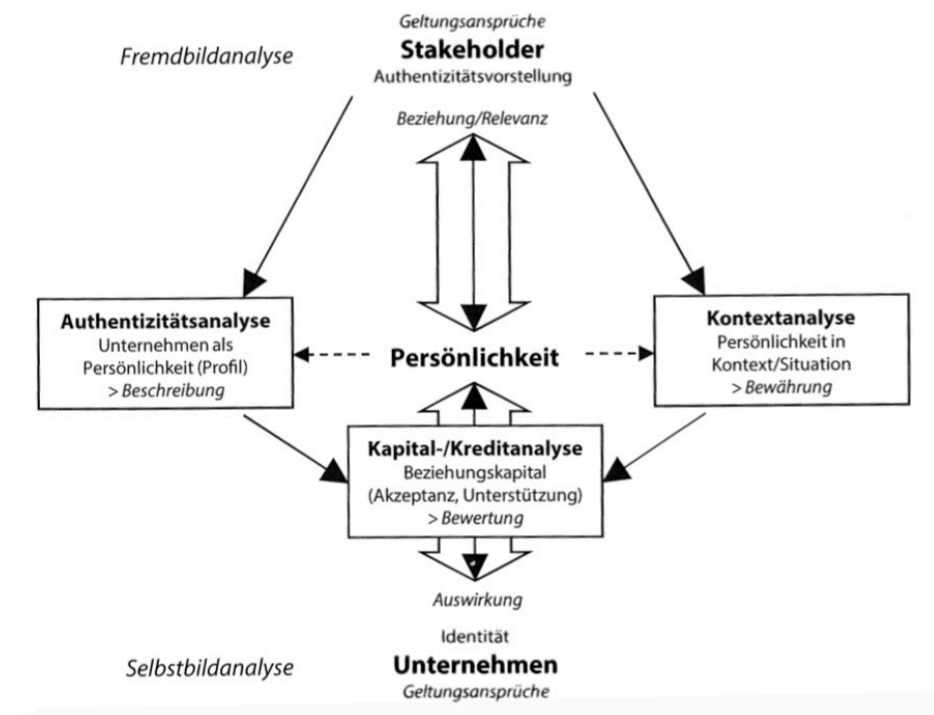 Geltungsansprüche
Fremdbildanalyse
Stakeholder
Authentizitätsvorstellung
Beziehung/Relevanz
Authentizitätsanalyse
Unternehmen als
Persönlichkeit (Profil)
> Beschreibung
Persönlichkeit
Kontextanalyse
Persönlichkeit in
Kontext/Situation
> Bewährung
Kapital-/Kreditanalyse
Beziehungskapital
(Akzeptanz, Unterstützung)
> Bewertung
Auswirkung
Identität
Selbstbildanalyse
Unternehmen
Geltungsansprüche